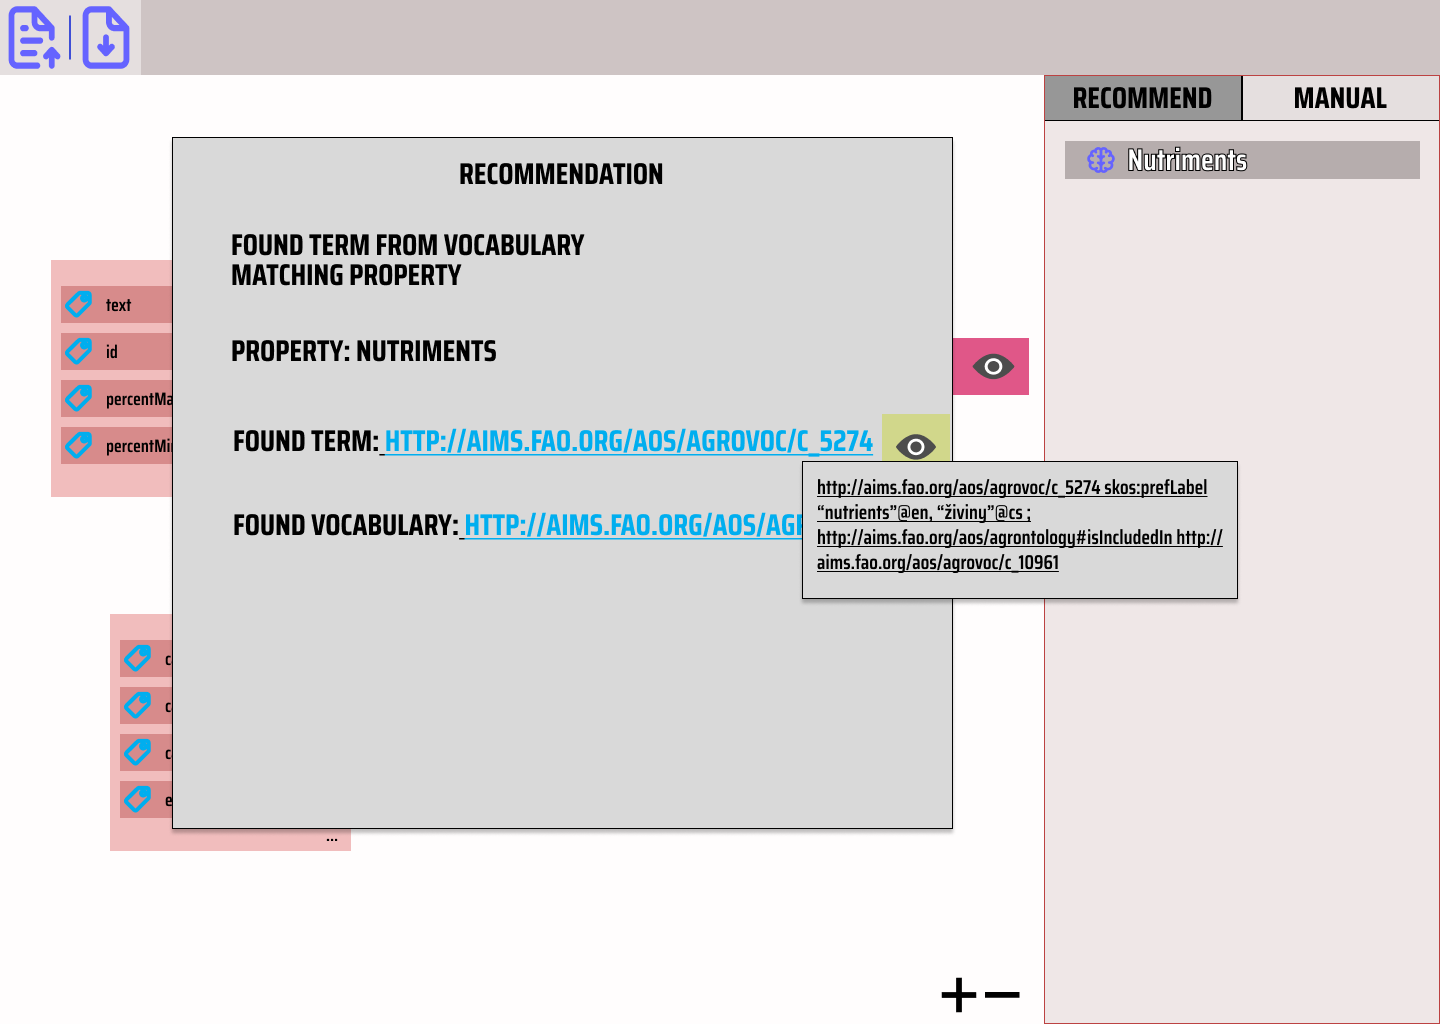 RECOMMEND
MANUAL
Nutriments
RECOMMENDATION
FOUND TERM FROM VOCABULARY
MATCHING PROPERTY
PROPERTY: NUTRIMENTS
FOUND TERM: HTTP://AIMS.FAO.ORG/AOS/AGROVOC/C_5274
FOUND VOCABULARY: HTTP://AIMS.FAO.ORG/AOS/AG
http://aims.fao.org/aos/agrovoc/c_5274 skos:prefLabel
“nutrients”@en, “živiny”@cs ;
http://aims.fao.org/aos/agrontology#isIncludedIn http://
aims.fao.org/aos/agrovoc/c_10961
text
id
percentMa
percentMi
c
c
c
e
...